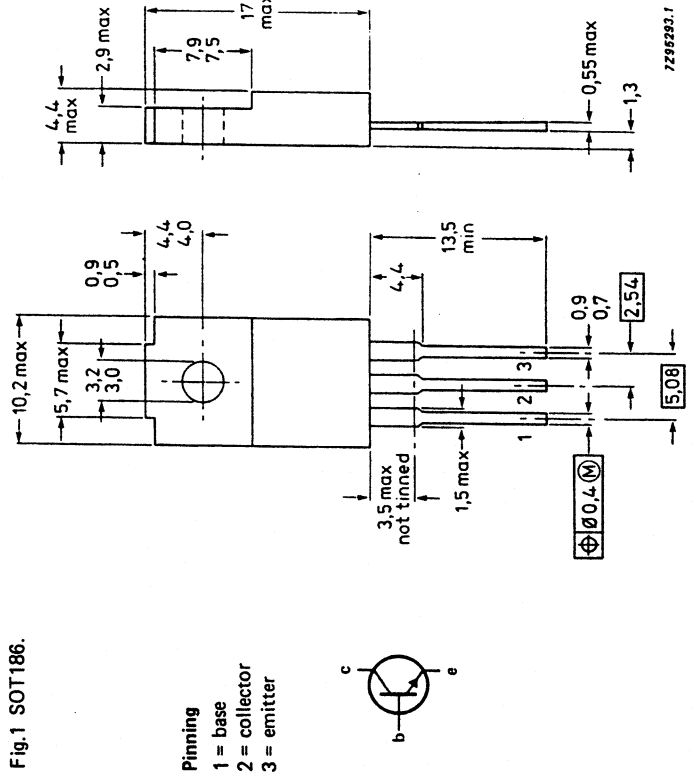 Fig.1 SOT186.
Pinning
1 = base
2 = collector
3 = emitter
b
c
e
10,2 max
5,7 max
3,2
3,0
0,9
0,5
4,4
4,0
3,5 max
not tinned
1,5 max
4,4
13,5
min
1
2
3
0,9
0,7
2,54
5,08
⌖ Ø0,4 Ⓜ
4,4
max
2,9 max
7,9
7,5
17
max
0,55 max
1,3
7Z95293.1